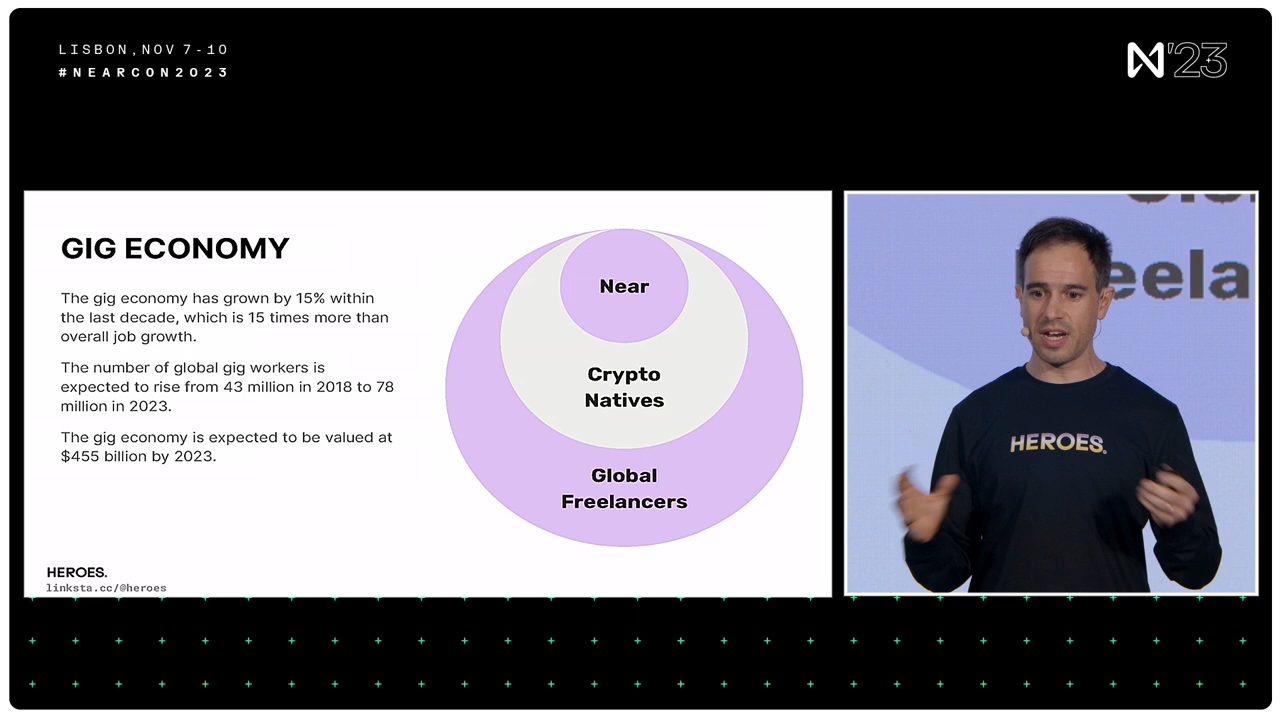 LISBON, NOV 7-10
#NEARCON2023
'23
GIG ECONOMY
The gig economy has grown by 15% within
the last decade, which is 15 times more than
overall job growth.
The number of global gig workers is
expected to rise from 43 million in 2018 to 78
million in 2023.
The gig economy is expected to be valued at
$455 billion by 2023.
Near
Crypto
Natives
Global
Freelancers
HEROES.
linksta.cc/@heroes
eela
HEROES.